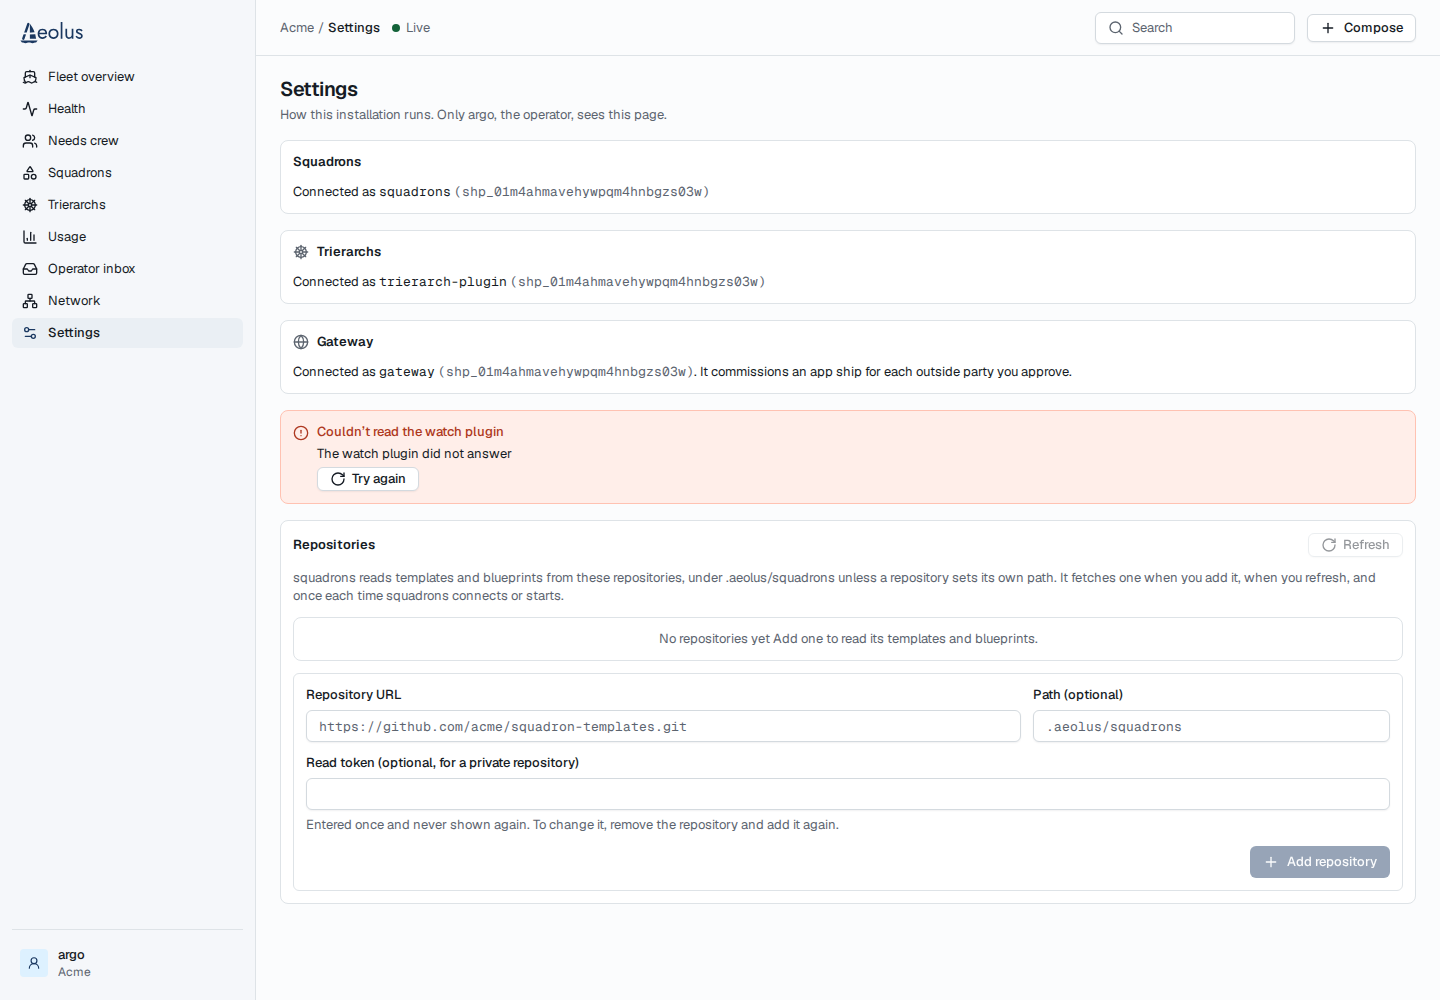 Aeolus
Fleet overview
Health
Needs crew
Squadrons
Trierarchs
Usage
Operator inbox
Network
Settings
argo
Acme
Acme / Settings Live
Search
Compose
Settings
How this installation runs. Only argo, the operator, sees this page.
Squadrons
Connected as squadrons (shp_01m4ahmavehywpqm4hnbgzs03w)
Trierarchs
Connected as trierarch-plugin (shp_01m4ahmavehywpqm4hnbgzs03w)
Gateway
Connected as gateway (shp_01m4ahmavehywpqm4hnbgzs03w). It commissions an app ship for each outside party you approve.
Couldn't read the watch plugin
The watch plugin did not answer
Try again
Repositories
Refresh
squadrons reads templates and blueprints from these repositories, under .aeolus/squadrons unless a repository sets its own path. It fetches one when you add it, when you refresh, and
once each time squadrons connects or starts.
No repositories yet Add one to read its templates and blueprints.
Repository URL
Path (optional)
https://github.com/acme/squadron-templates.git
.aeolus/squadrons
Read token (optional, for a private repository)
Entered once and never shown again. To change it, remove the repository and add it again.
Add repository